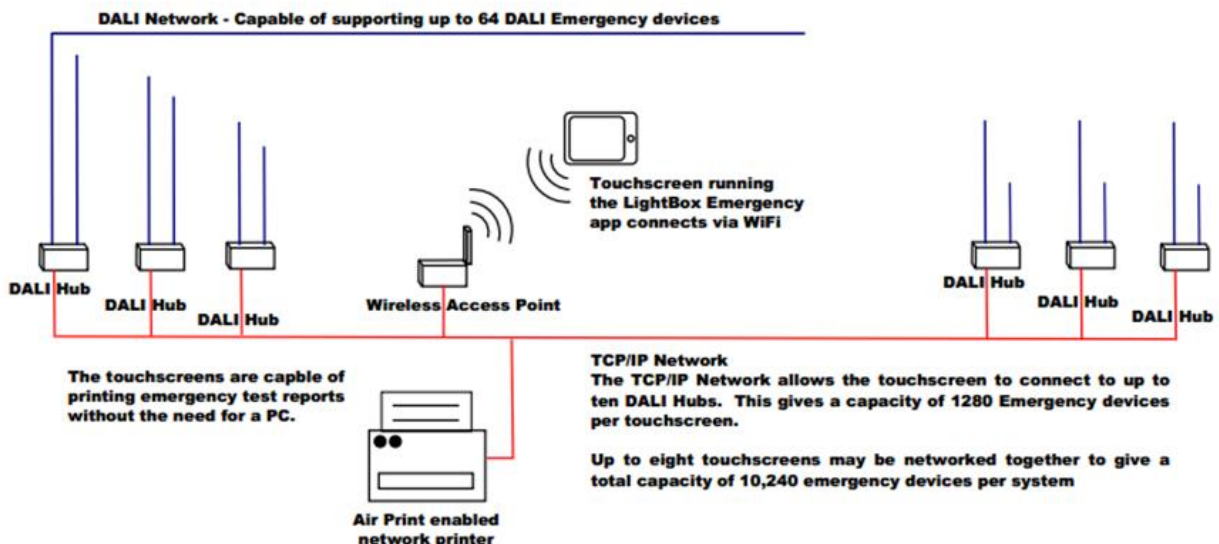 DALI Network - Capable of supporting up to 64 DALI Emergency devices
Touchscreen running
the LightBox Emergency
app connects via WiFi
DALI Hub
DALI Hub
DALI Hub
Wireless Access Point
DALI Hub
DALI Hub
DALI Hub
The touchscreens are capble of
printing emergency test reports
without the need for a PC.
TCP/IP Network
The TCP/IP Network allows the touchscreen to connect to up to
ten DALI Hubs. This gives a capacity of 1280 Emergency devices
per touchscreen.
Up to eight touchscreens may be networked together to give a
total capacity of 10,240 emergency devices per system
Air Print enabled
network printer